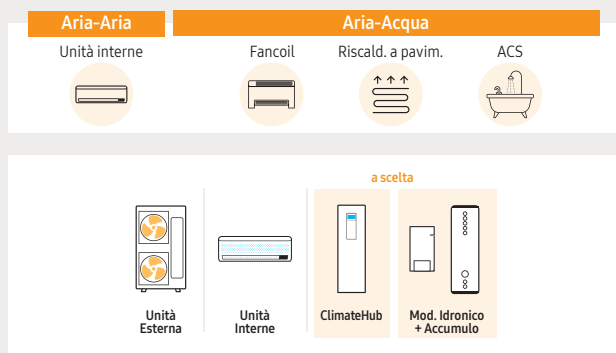 Aria-Aria
Aria-Acqua
Unità interne
Fancoil
Riscald. a pavim.
ACS
a scelta
Unità
Esterna
Unità
Interne
ClimateHub
Mod. Idronico
+ Accumulo